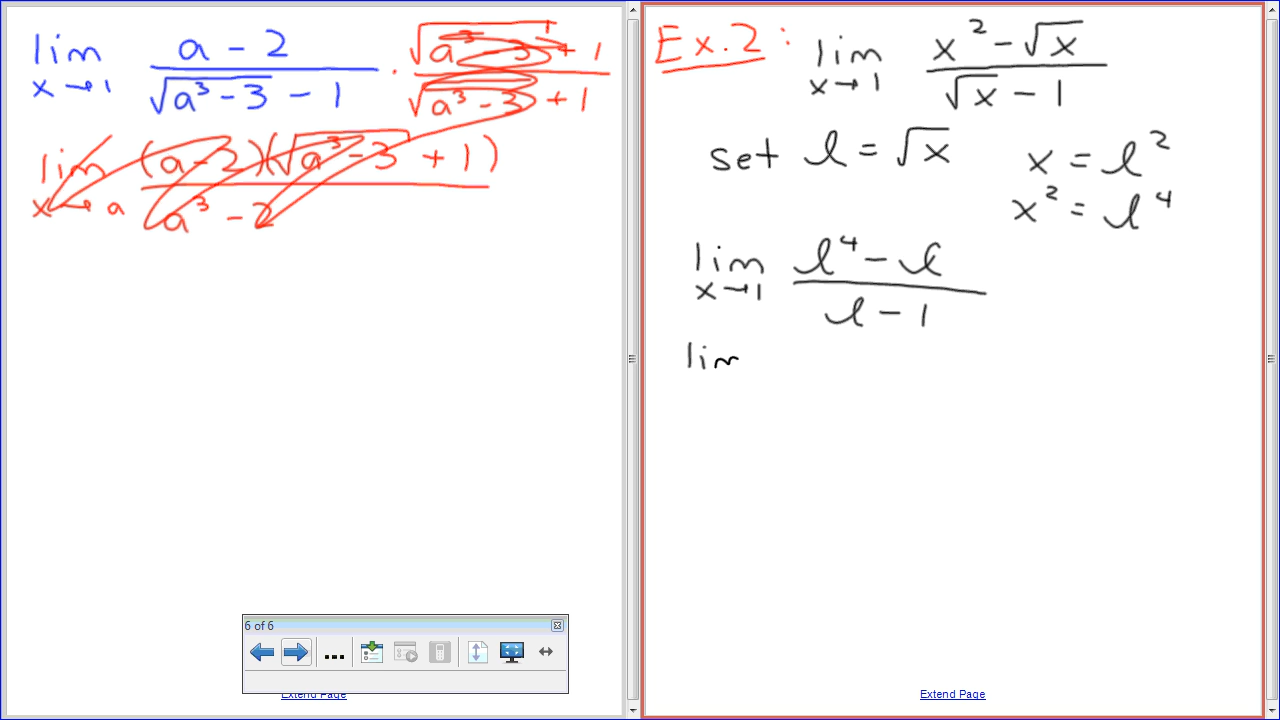 lim x→1 (a - 2)/(√(a³ - 3) - 1) · (√(a³ - 3) + 1)/(√(a³ - 3) + 1)
lim x→a (a - 2)(√(a³ - 3) + 1)/(a³ - 2)
6 of 6
...
Extend Page
Ex. 2: lim x→1 (x² - √x)/(√x - 1)
set l = √x x = l²
x² = l⁴
lim x→1 (l⁴ - l)/(l - 1)
lim
Extend Page